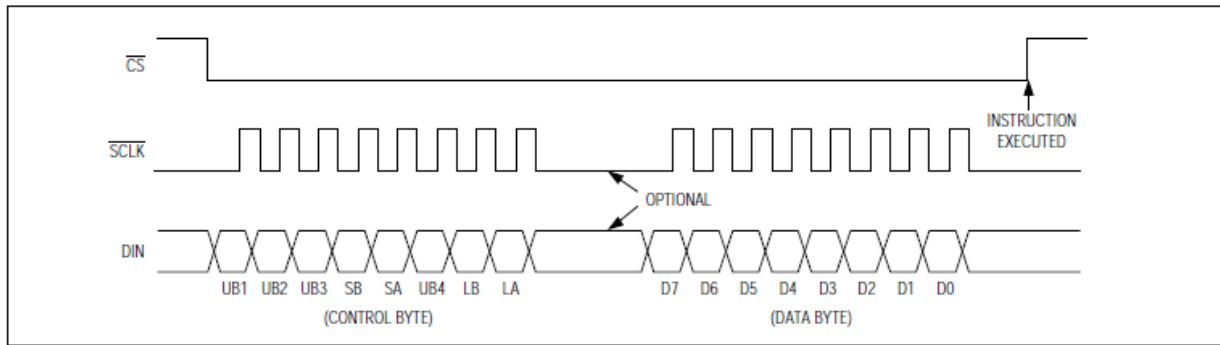 CS
INSTRUCTION
EXECUTED
SCLK
OPTIONAL
DIN
UB1 UB2 UB3 SB SA UB4 LB LA D7 D6 D5 D4 D3 D2 D1 D0
(CONTROL BYTE) (DATA BYTE)